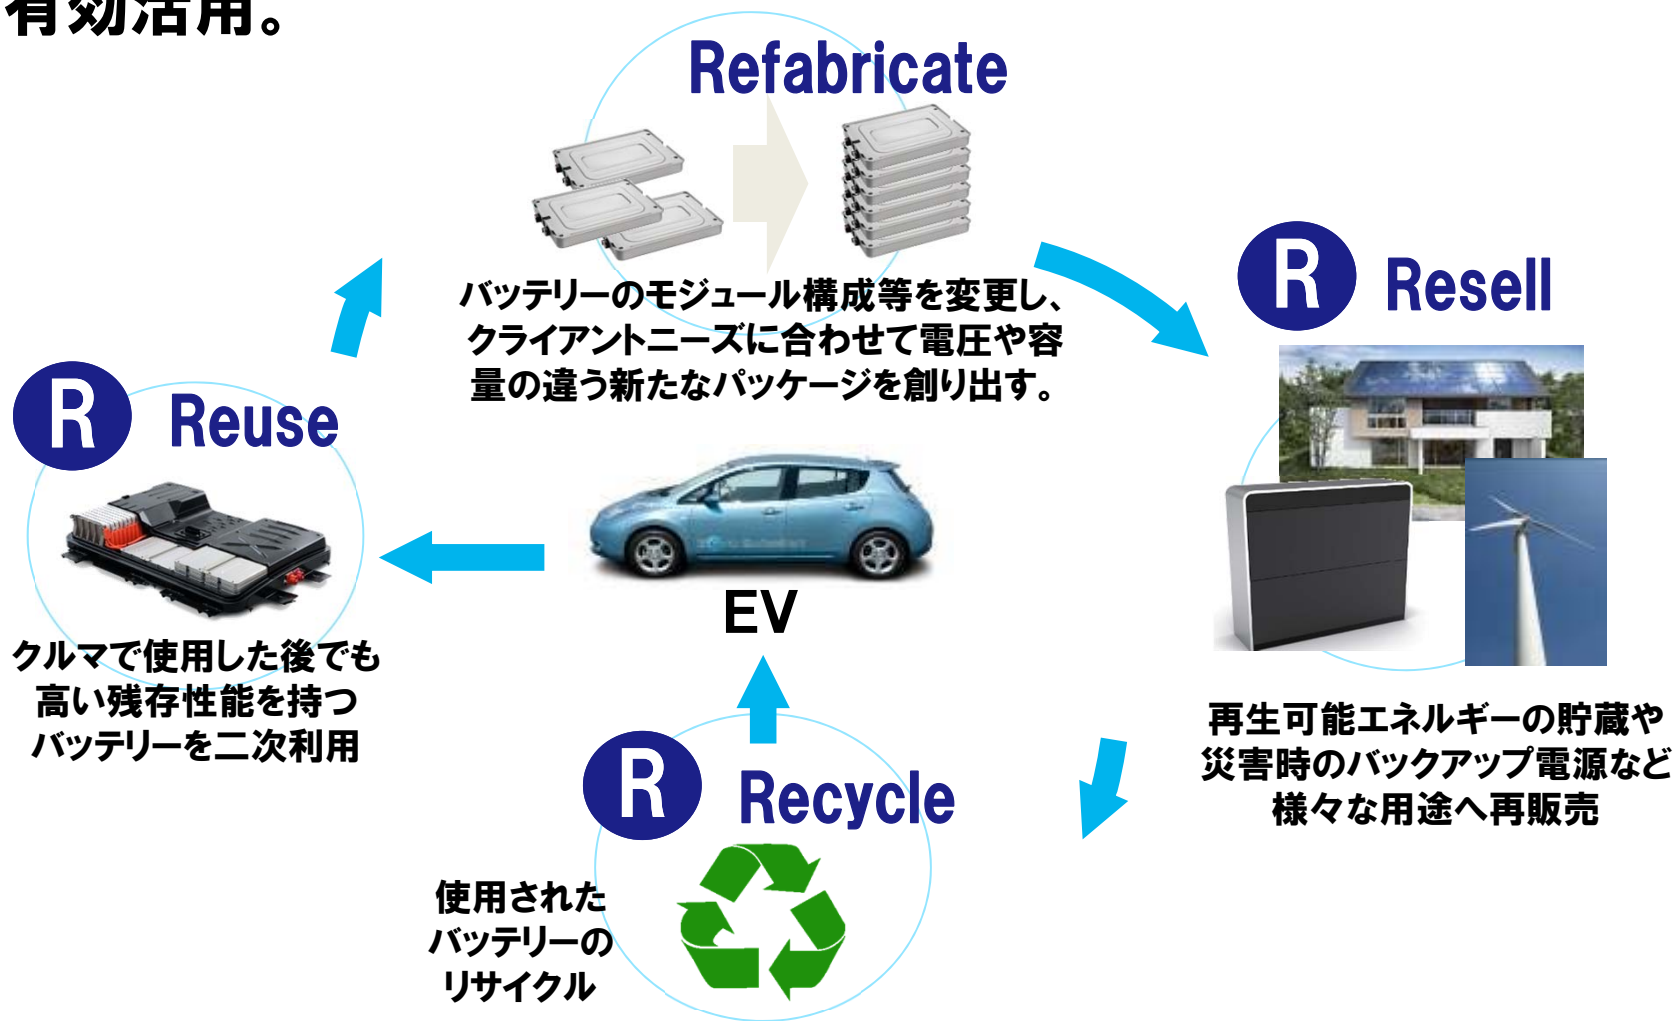 有効活用。
Refabricate
バッテリーのモジュール構成等を変更し、
クライアントニーズに合わせて電圧や容
量の違う新たなパッケージを創り出す。
R Resell
再生可能エネルギーの貯蔵や
災害時のバックアップ電源など
様々な用途へ再販売
R Reuse
クルマで使用した後でも
高い残存性能を持つ
バッテリーを二次利用
EV
R Recycle
使用された
バッテリーの
リサイクル